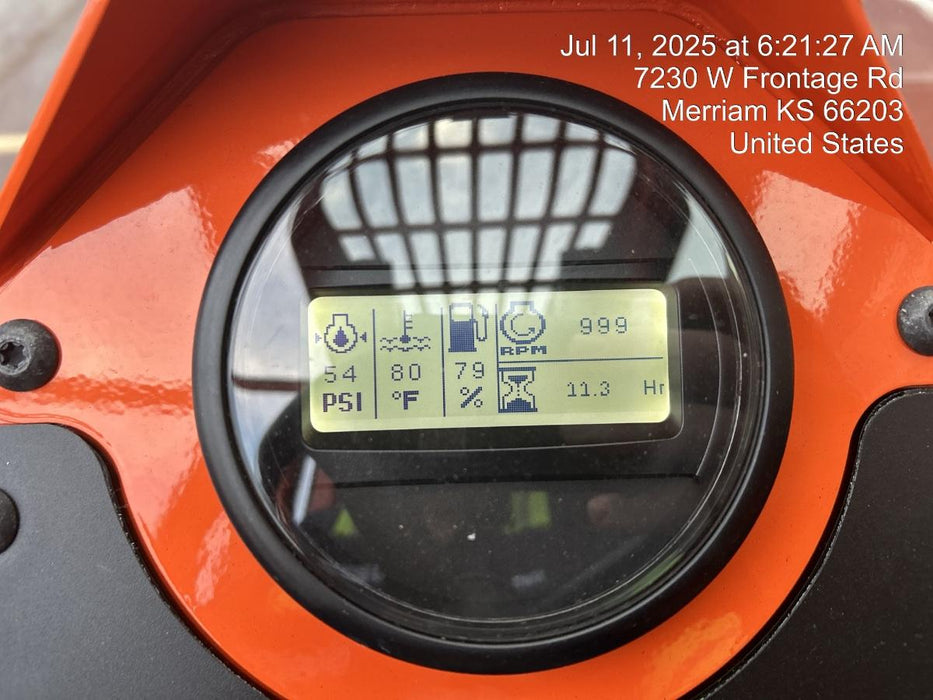 Jul 11, 2025 at 6:21:27 AM
7230 W Frontage Rd
Merriam KS 66203
United States
54 80 79 RPM 999
PSI °F % 11.3 Hr